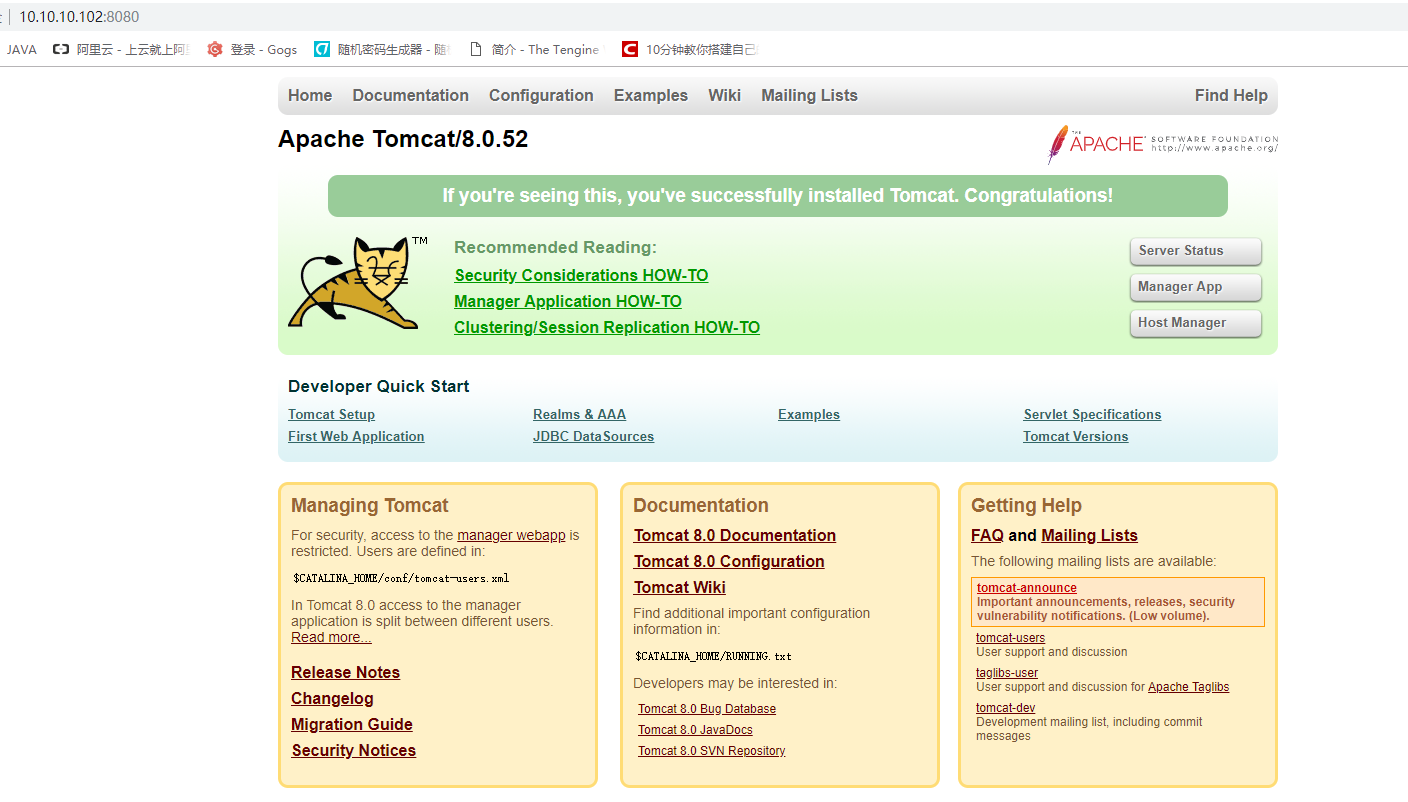 10.10.10.102:8080
JAVA
阿里云 - 上云就上阿
登录 - Gogs
随机密码生成器 - 随
简介 - The Tengine
10分钟教你搭建自己
Home Documentation Configuration Examples Wiki Mailing Lists Find Help
Apache Tomcat/8.0.52
THE APACHE SOFTWARE FOUNDATION
http://www.apache.org/
If you're seeing this, you've successfully installed Tomcat. Congratulations!
TM
Recommended Reading:
Security Considerations HOW-TO
Manager Application HOW-TO
Clustering/Session Replication HOW-TO
Server Status
Manager App
Host Manager
Developer Quick Start
Tomcat Setup
First Web Application
Realms & AAA
JDBC DataSources
Examples
Servlet Specifications
Tomcat Versions
Managing Tomcat
For security, access to the manager webapp is
restricted. Users are defined in:
$CATALINA_HOME/conf/tomcat-users.xml
In Tomcat 8.0 access to the manager
application is split between different users.
Read more...
Release Notes
Changelog
Migration Guide
Security Notices
Documentation
Tomcat 8.0 Documentation
Tomcat 8.0 Configuration
Tomcat Wiki
Find additional important configuration
information in:
$CATALINA_HOME/RUNNING.txt
Developers may be interested in:
Tomcat 8.0 Bug Database
Tomcat 8.0 JavaDocs
Tomcat 8.0 SVN Repository
Getting Help
FAQ and Mailing Lists
The following mailing lists are available:
tomcat-announce
Important announcements, releases, security
vulnerability notifications. (Low volume).
tomcat-users
User support and discussion
taglibs-user
User support and discussion for Apache Taglibs
tomcat-dev
Development mailing list, including commit
messages